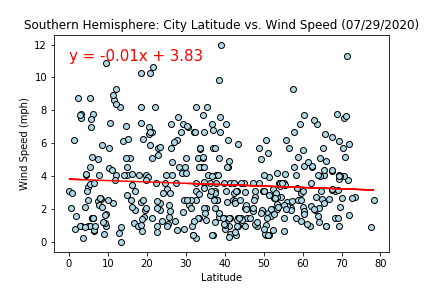 Southern Hemisphere: City Latitude vs. Wind Speed (07/29/2020)
y = -0.01x + 3.83
Wind Speed (mph)
12
10
8
6
4
2
0
0 10 20 30 40 50 60 70 80
Latitude